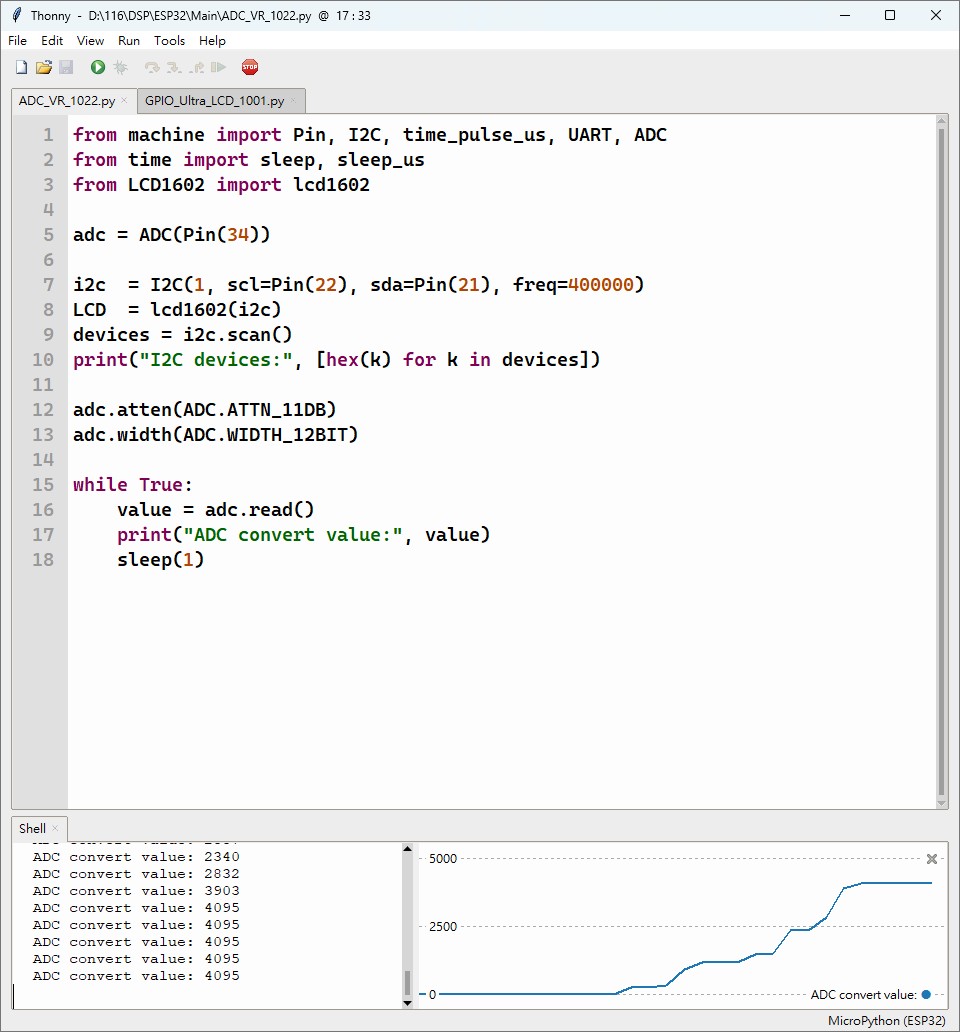 Thonny - D:\116\DSP\ESP32\Main\ADC_VR_1022.py @ 17 : 33
File Edit View Run Tools Help
STOP
ADC_VR_1022.py × GPIO_Ultra_LCD_1001.py ×
1 from machine import Pin, I2C, time_pulse_us, UART, ADC
2 from time import sleep, sleep_us
3 from LCD1602 import lcd1602
4
5 adc = ADC(Pin(34))
6
7 i2c  = I2C(1, scl=Pin(22), sda=Pin(21), freq=400000)
8 LCD  = lcd1602(i2c)
9 devices = i2c.scan()
10 print("I2C devices:", [hex(k) for k in devices])
11
12 adc.atten(ADC.ATTN_11DB)
13 adc.width(ADC.WIDTH_12BIT)
14
15 while True:
16     value = adc.read()
17     print("ADC convert value:", value)
18     sleep(1)
Shell ×
ADC convert value: 2340
ADC convert value: 2832
ADC convert value: 3903
ADC convert value: 4095
ADC convert value: 4095
ADC convert value: 4095
ADC convert value: 4095
ADC convert value: 4095
5000
2500
0
ADC convert value:
MicroPython (ESP32)